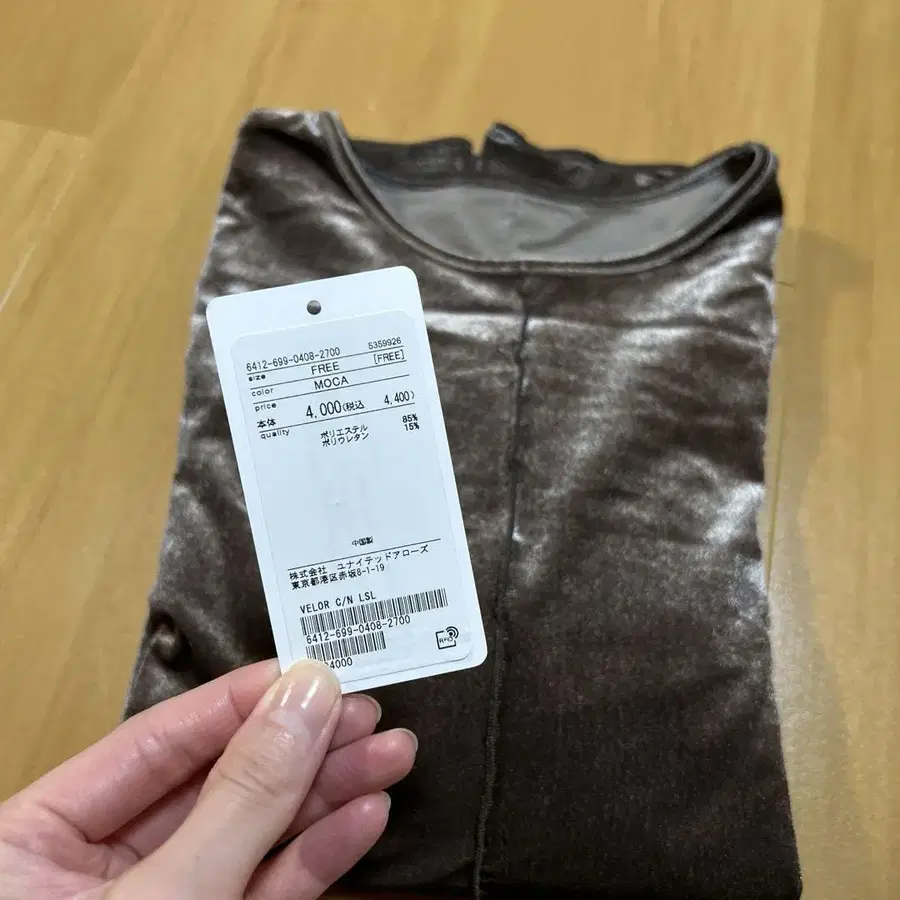 6412-699-0408-2700 5359926
size FREE [FREE]
color MOCA
price
本体 4,000(税込 4,400)
quality ポリエステル 85%
ポリウレタン 15%
中国製
株式会社 ユナイテッドアローズ
東京都港区赤坂8-1-19
VELOR C/N LSL
6412-699-0408-2700
4000
RFID